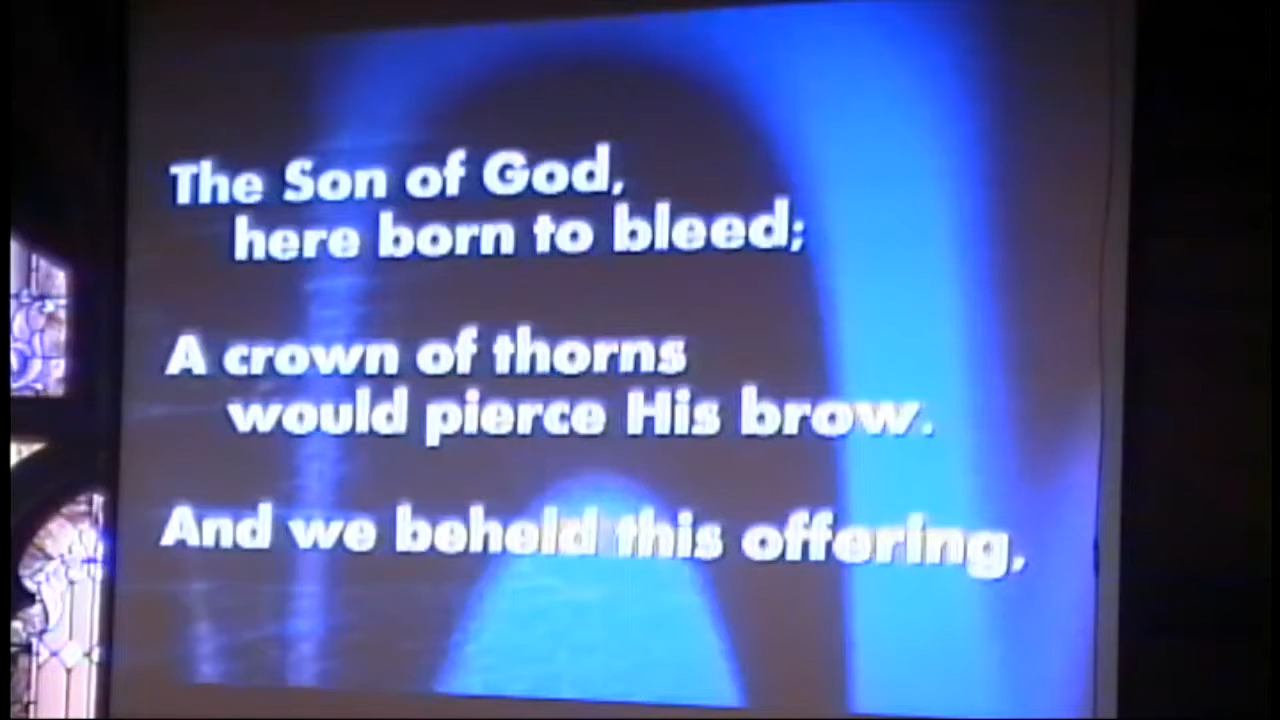 The Son of God,
here born to bleed;
A crown of thorns
would pierce His brow.
And we beheld this offering,